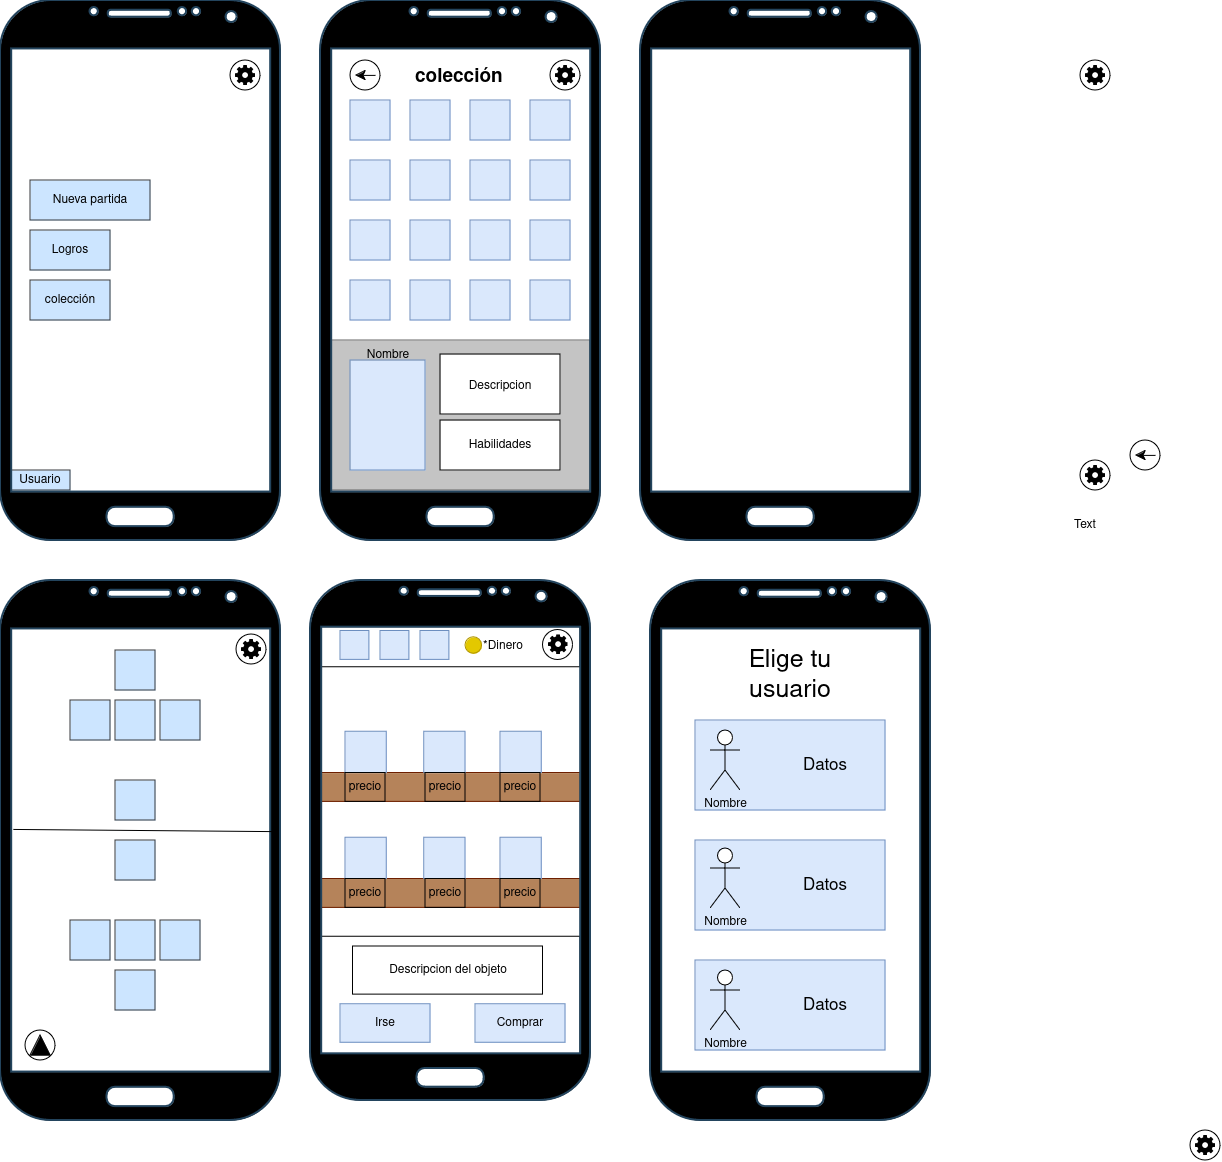 Nueva partida
Logros
colección
Usuario
colección
Nombre
Descripcion
Habilidades
Text
*Dinero
precio
precio
precio
precio
precio
precio
Descripcion del objeto
Irse
Comprar
Elige tu
usuario
Datos
Nombre
Datos
Nombre
Datos
Nombre